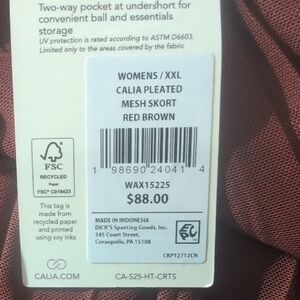 Two-way pocket at undershort for
convenient ball and essentials
storage
UV protection is rated according to ASTM D6603.
Limited only to the areas covered by the fabric
WOMENS / XXL
CALIA PLEATED
MESH SKORT
RED BROWN
1 98690 24041 4
WAX15225
$88.00
MADE IN INDONESIA
DICK'S Sporting Goods, Inc.
345 Court Street,
Coraopolis, PA 15108
CKP12712CN
FSC
RECYCLED
Paper
FSC® C016423
This tag is
made from
recycled paper
and printed
using soy inks
CALIA.COM
CA-S25-HT-CRTS